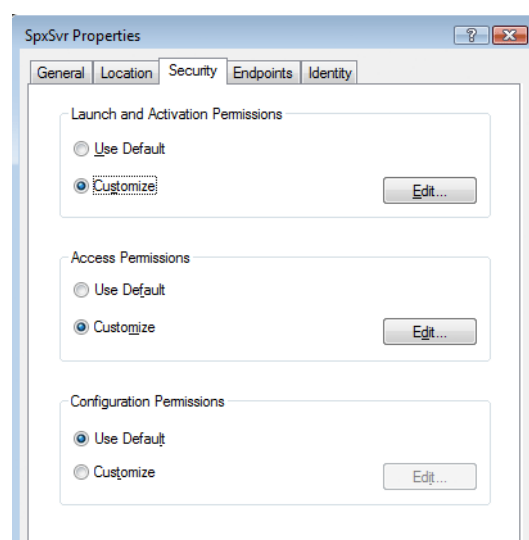 SpxSvr Properties
General Location Security Endpoints Identity
Launch and Activation Permissions
Use Default
Customize
Edit...
Access Permissions
Use Default
Customize
Edit...
Configuration Permissions
Use Default
Customize
Edit...